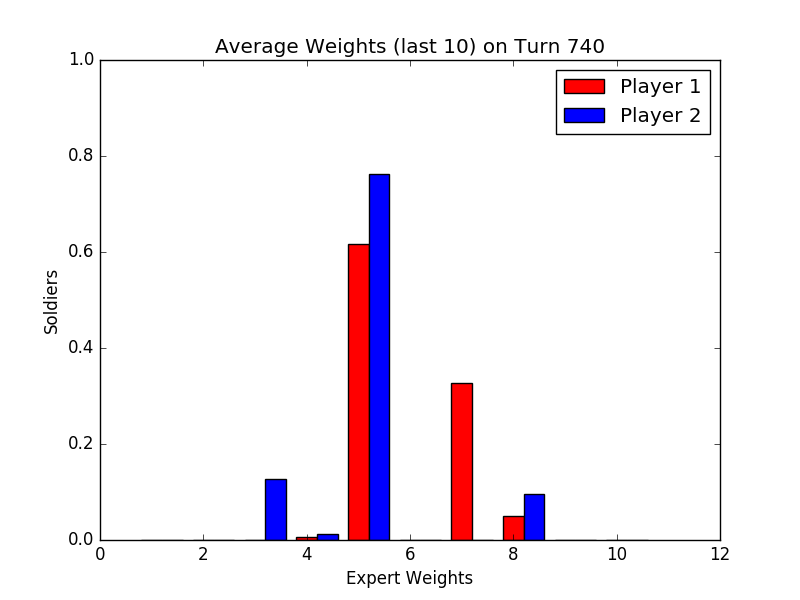 Average Weights (last 10) on Turn 740
1.0
0.8
0.6
0.4
0.2
0.0
Soldiers
Player 1
Player 2
0 2 4 6 8 10 12
Expert Weights